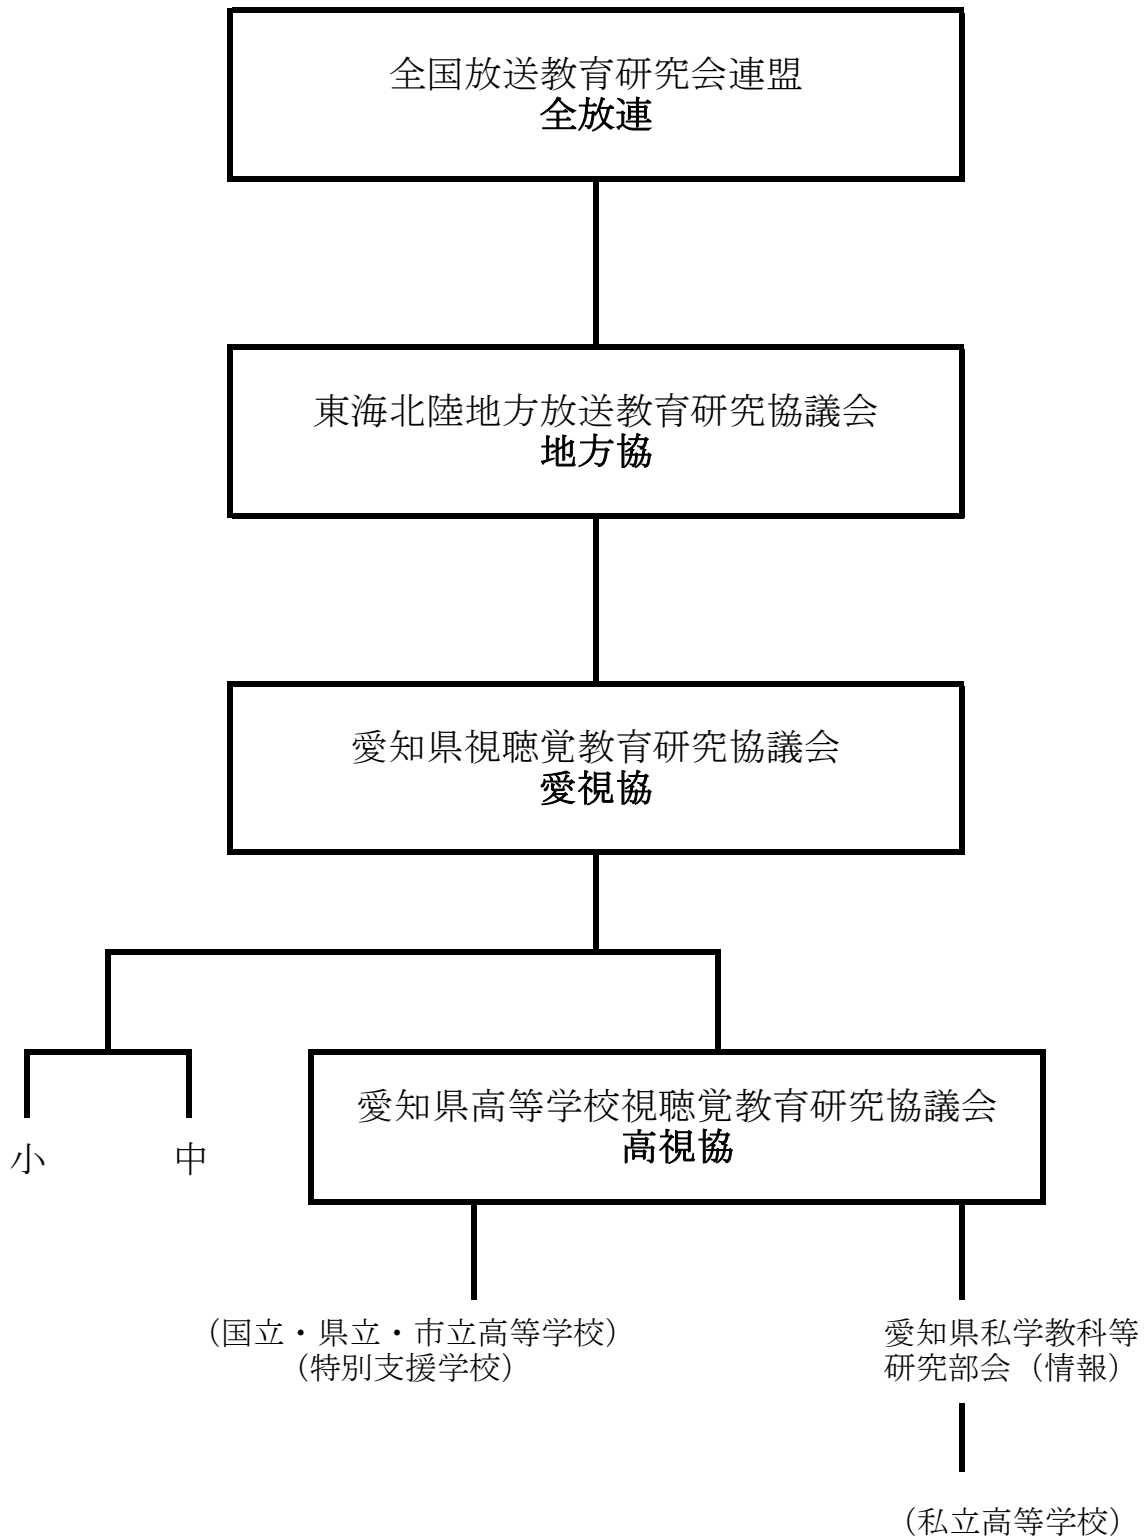 全国放送教育研究会連盟
全放連
東海北陸地方放送教育研究協議会
地方協
愛知県視聴覚教育研究協議会
愛視協
小
中
愛知県高等学校視聴覚教育研究協議会
高視協
（国立・県立・市立高等学校）
（特別支援学校）
愛知県私学教科等
研究部会（情報）
（私立高等学校）